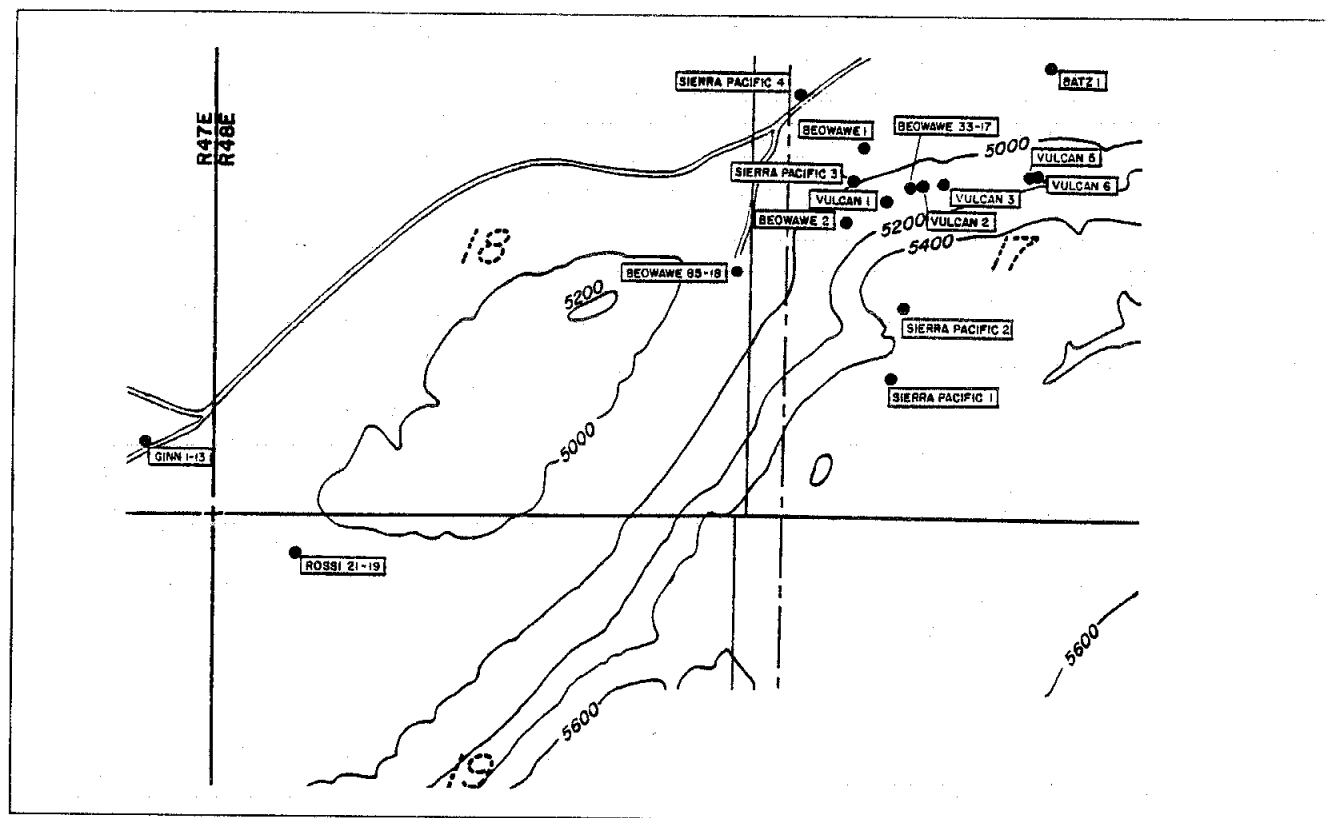 SIERRA PACIFIC 4
BATZ 1
R47E
R48E
BEOWAWE 1
BEOWAWE 33-17
5000
VULCAN 5
SIERRA PACIFIC 3
VULCAN 6
VULCAN 1
VULCAN 3
BEOWAWE 2
5200
VULCAN 2
18
5400
17
BEOWAWE 85-18
5200
SIERRA PACIFIC 2
SIERRA PACIFIC 1
5000
GINN 1-13
ROSSI 21-19
5600
5600
19